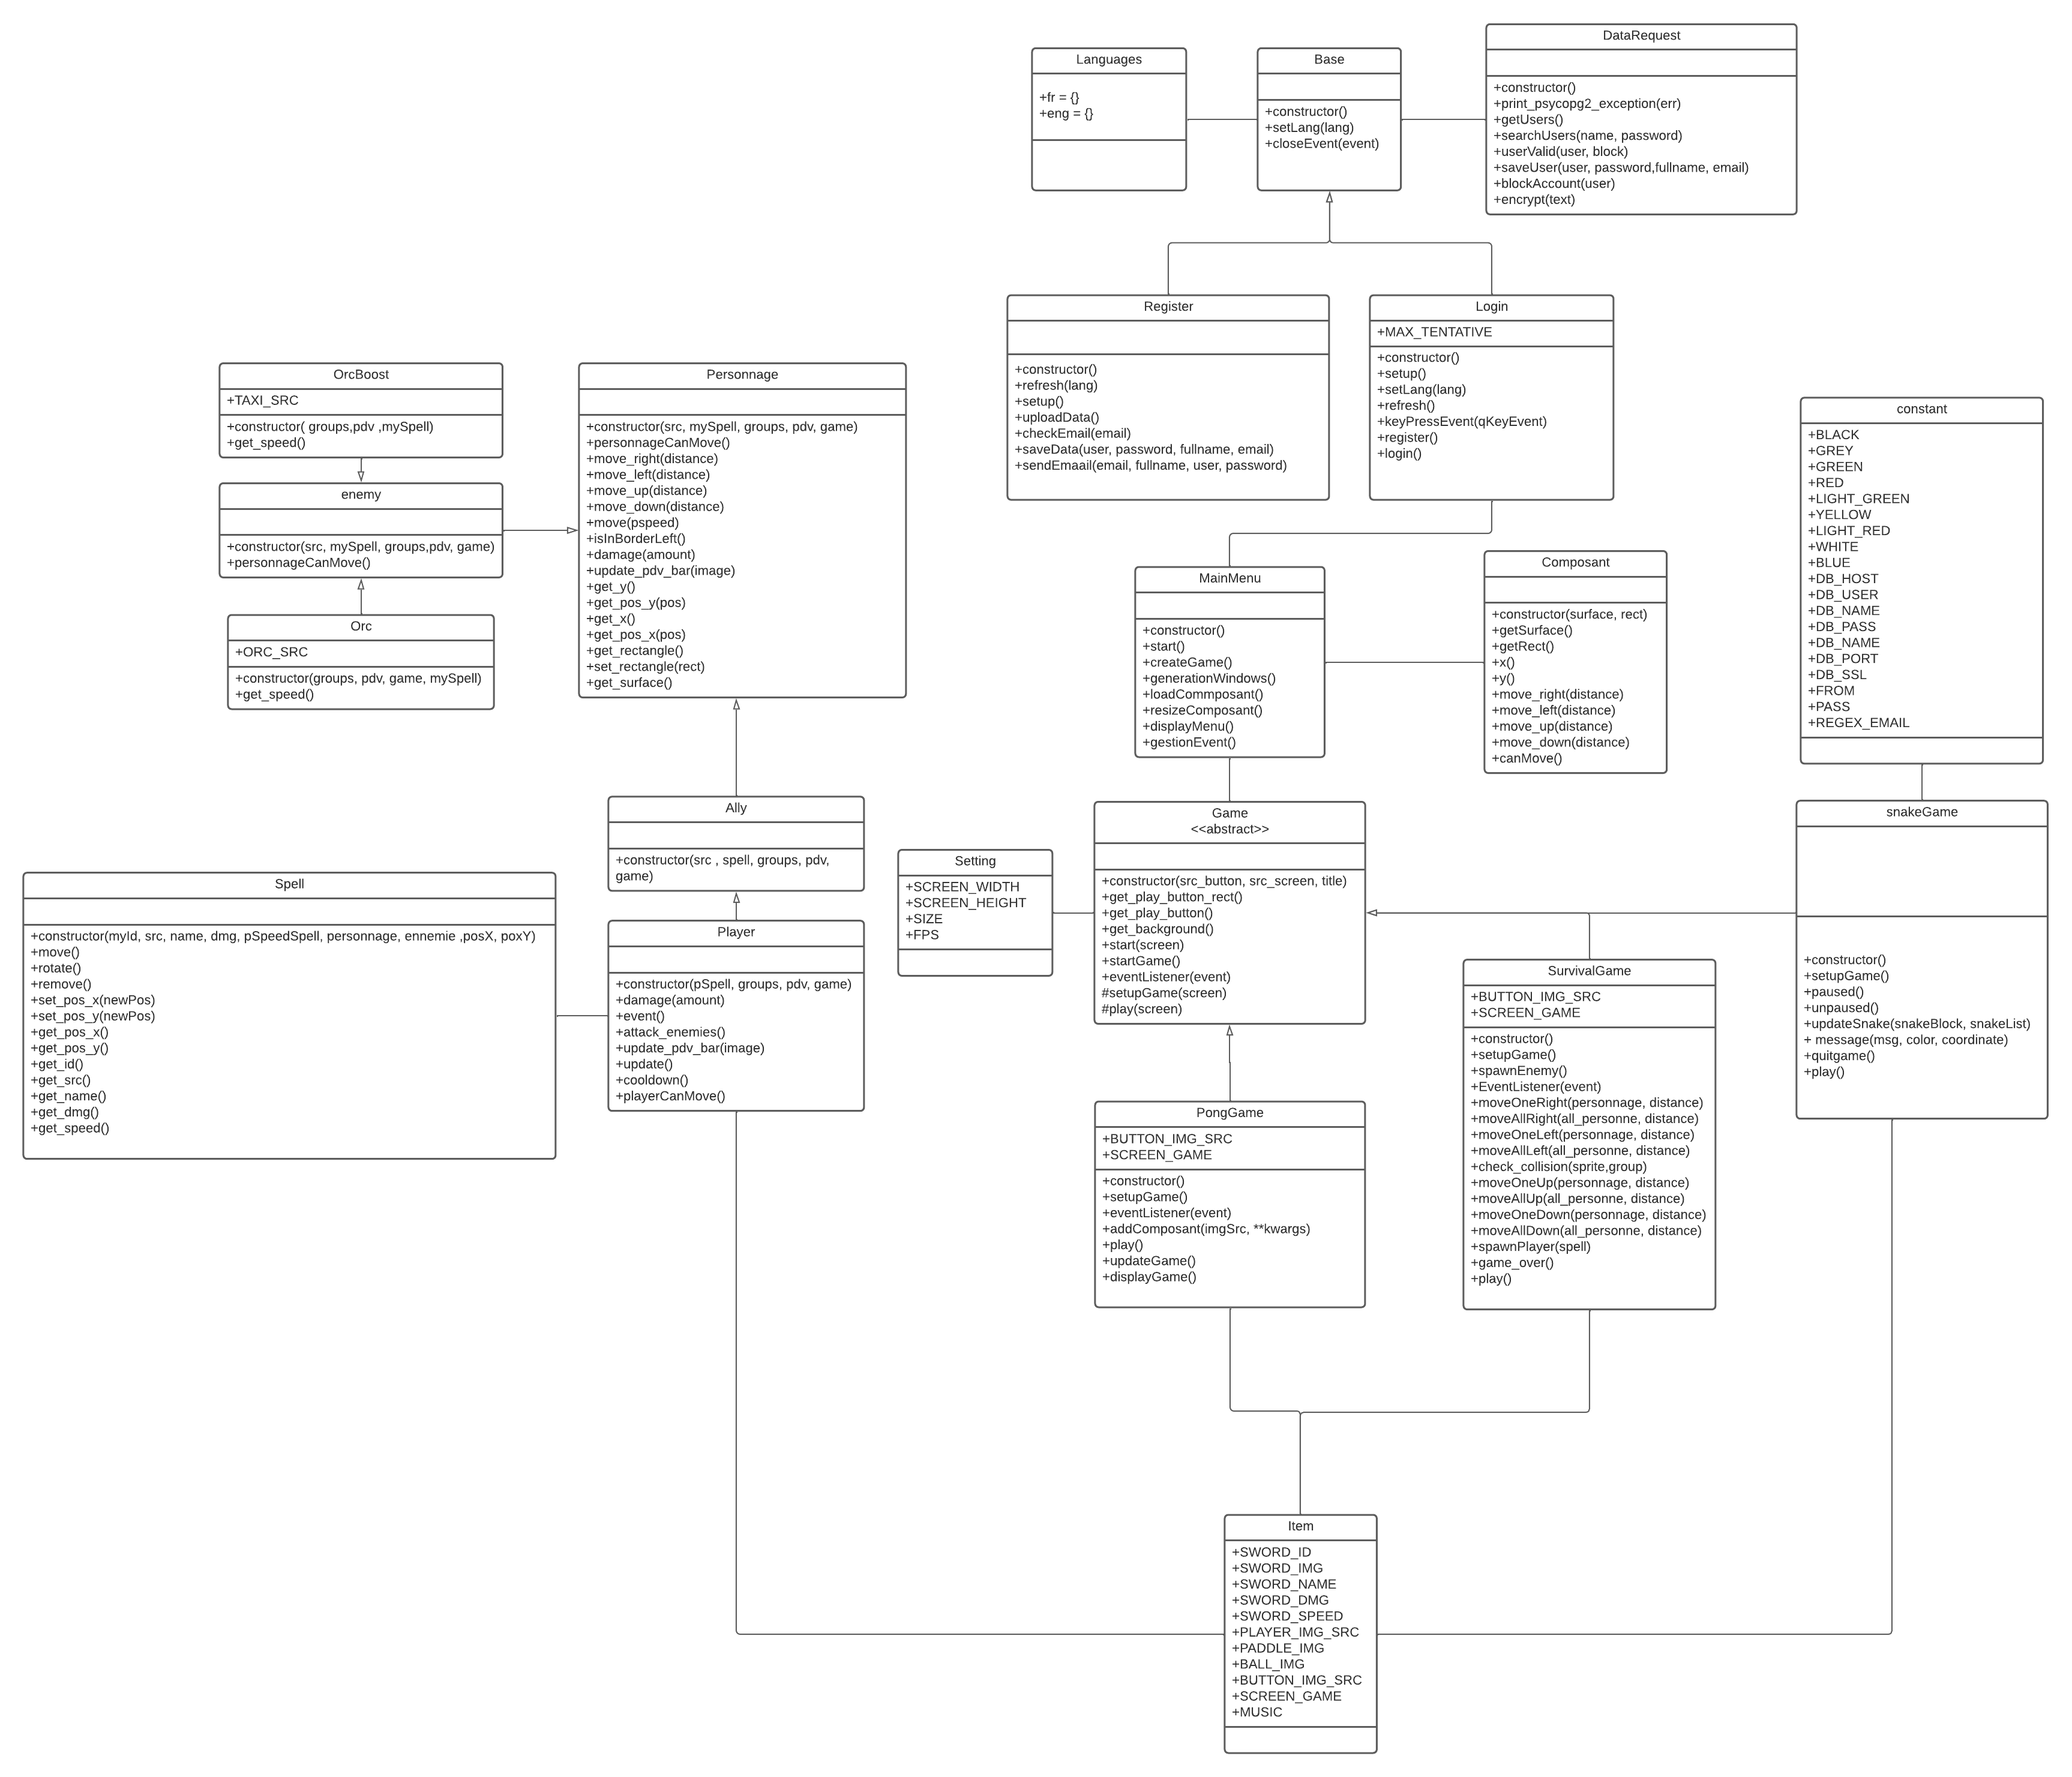 Languages
+fr = {}
+eng = {}
Base
+constructor()
+setLang(lang)
+closeEvent(event)
DataRequest
+constructor()
+print_psycopg2_exception(err)
+getUsers()
+searchUsers(name, password)
+userValid(user, block)
+saveUser(user, password,fullname, email)
+blockAccount(user)
+encrypt(text)
Register
+constructor()
+refresh(lang)
+setup()
+uploadData()
+checkEmail(email)
+saveData(user, password, fullname, email)
+sendEmaail(email, fullname, user, password)
Login
+MAX_TENTATIVE
+constructor()
+setup()
+setLang(lang)
+refresh()
+keyPressEvent(qKeyEvent)
+register()
+login()
OrcBoost
+TAXI_SRC
+constructor( groups,pdv ,mySpell)
+get_speed()
enemy
+constructor(src, mySpell, groups,pdv, game)
+personnageCanMove()
Orc
+ORC_SRC
+constructor(groups, pdv, game, mySpell)
+get_speed()
Personnage
+constructor(src, mySpell, groups, pdv, game)
+personnageCanMove()
+move_right(distance)
+move_left(distance)
+move_up(distance)
+move_down(distance)
+move(pspeed)
+isInBorderLeft()
+damage(amount)
+update_pdv_bar(image)
+get_y()
+get_pos_y(pos)
+get_x()
+get_pos_x(pos)
+get_rectangle()
+set_rectangle(rect)
+get_surface()
constant
+BLACK
+GREY
+GREEN
+RED
+LIGHT_GREEN
+YELLOW
+LIGHT_RED
+WHITE
+BLUE
+DB_HOST
+DB_USER
+DB_NAME
+DB_PASS
+DB_NAME
+DB_PORT
+DB_SSL
+FROM
+PASS
+REGEX_EMAIL
MainMenu
+constructor()
+start()
+createGame()
+generationWindows()
+loadCommposant()
+resizeComposant()
+displayMenu()
+gestionEvent()
Composant
+constructor(surface, rect)
+getSurface()
+getRect()
+x()
+y()
+move_right(distance)
+move_left(distance)
+move_up(distance)
+move_down(distance)
+canMove()
Ally
+constructor(src , spell, groups, pdv,
game)
Spell
+constructor(myId, src, name, dmg, pSpeedSpell, personnage, ennemie ,posX, poxY)
+move()
+rotate()
+remove()
+set_pos_x(newPos)
+set_pos_y(newPos)
+get_pos_x()
+get_pos_y()
+get_id()
+get_src()
+get_name()
+get_dmg()
+get_speed()
Player
+constructor(pSpell, groups, pdv, game)
+damage(amount)
+event()
+attack_enemies()
+update_pdv_bar(image)
+update()
+cooldown()
+playerCanMove()
Setting
+SCREEN_WIDTH
+SCREEN_HEIGHT
+SIZE
+FPS
Game
<<abstract>>
+constructor(src_button, src_screen, title)
+get_play_button_rect()
+get_play_button()
+get_background()
+start(screen)
+startGame()
+eventListener(event)
#setupGame(screen)
#play(screen)
snakeGame
+constructor()
+setupGame()
+paused()
+unpaused()
+updateSnake(snakeBlock, snakeList)
+ message(msg, color, coordinate)
+quitgame()
+play()
SurvivalGame
+BUTTON_IMG_SRC
+SCREEN_GAME
+constructor()
+setupGame()
+spawnEnemy()
+EventListener(event)
+moveOneRight(personnage, distance)
+moveAllRight(all_personne, distance)
+moveOneLeft(personnage, distance)
+moveAllLeft(all_personne, distance)
+check_collision(sprite,group)
+moveOneUp(personnage, distance)
+moveAllUp(all_personne, distance)
+moveOneDown(personnage, distance)
+moveAllDown(all_personne, distance)
+spawnPlayer(spell)
+game_over()
+play()
PongGame
+BUTTON_IMG_SRC
+SCREEN_GAME
+constructor()
+setupGame()
+eventListener(event)
+addComposant(imgSrc, **kwargs)
+play()
+updateGame()
+displayGame()
Item
+SWORD_ID
+SWORD_IMG
+SWORD_NAME
+SWORD_DMG
+SWORD_SPEED
+PLAYER_IMG_SRC
+PADDLE_IMG
+BALL_IMG
+BUTTON_IMG_SRC
+SCREEN_GAME
+MUSIC